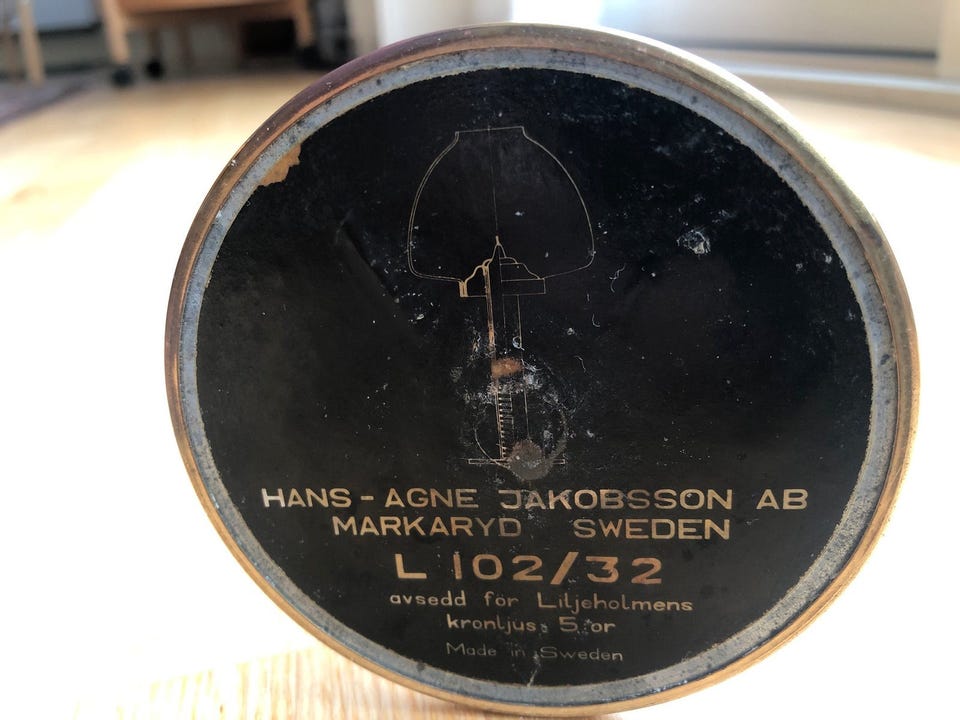 HANS-AGNE JAKOBSSON AB
MARKARYD SWEDEN
L 102/32
avsedd för Liljeholmens
kronljus 5 or
Made in Sweden